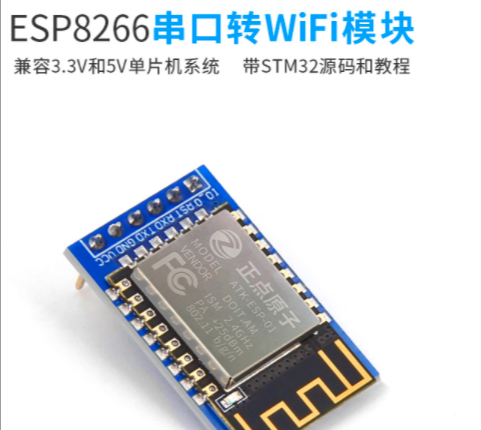 ESP8266串口转WiFi模块
兼容3.3V和5V单片机系统 带STM32源码和教程
IO_0
RST
RXD
TXD
GND
VCC
MODEL
VENDOR
ATK-ESP-01
DOIT.AM
正点原子
FC
ISM 2.4GHz
PA +25dBm
802.11 b/g/n